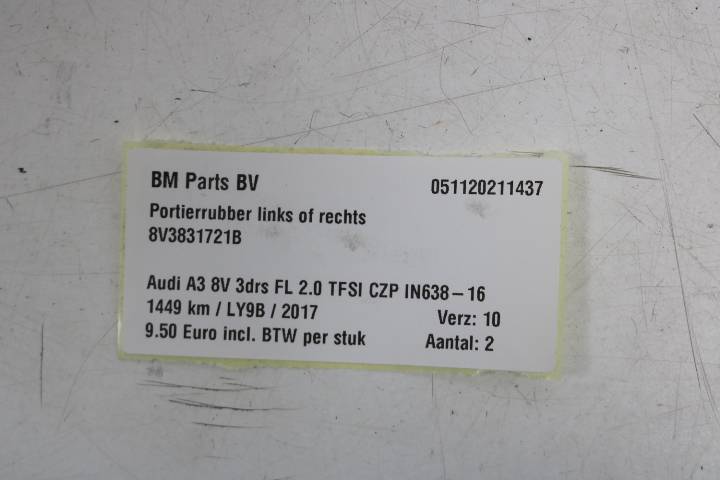 BM Parts BV 051120211437
Portierrubber links of rechts
8V3831721B
Audi A3 8V 3drs FL 2.0 TFSI CZP IN638-16
1449 km / LY9B / 2017 Verz: 10
9.50 Euro incl. BTW per stuk Aantal: 2